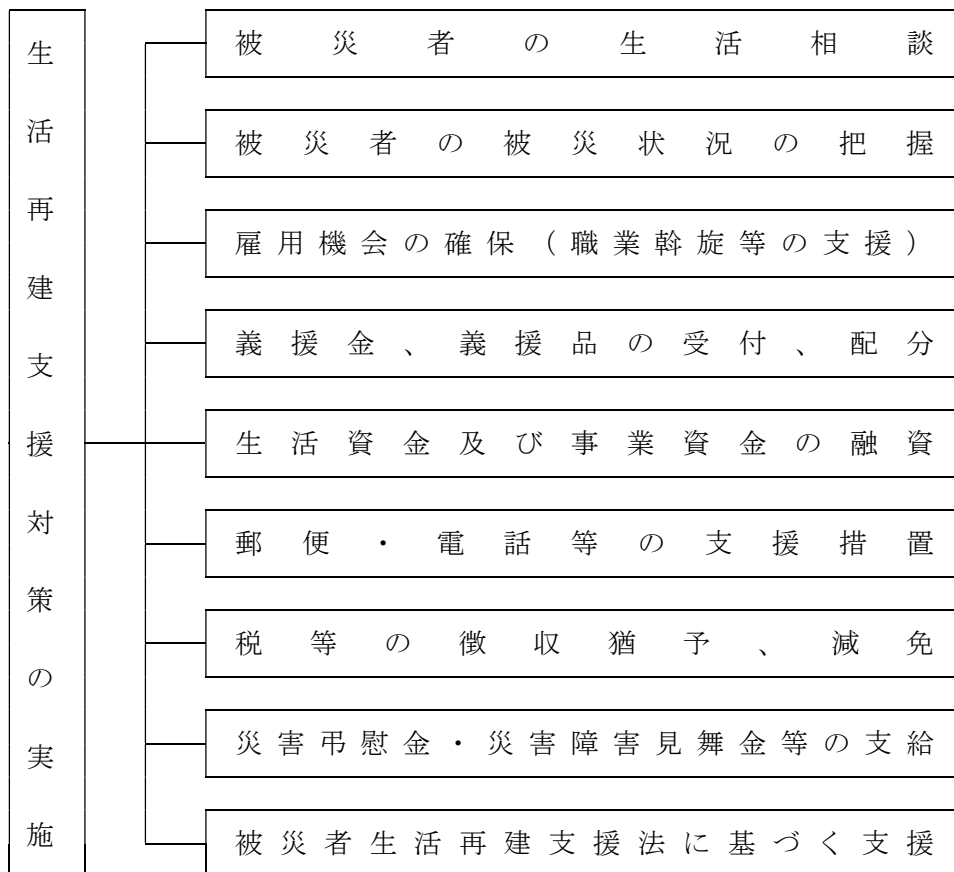 生活再建支援対策の実施
被災者の生活相談
被災者の被災状況の把握
雇用機会の確保（職業斡旋等の支援）
義援金、義援品の受付、配分
生活資金及び事業資金の融資
郵便・電話等の支援措置
税等の徴収猶予、減免
災害弔慰金・災害障害見舞金等の支給
被災者生活再建支援法に基づく支援